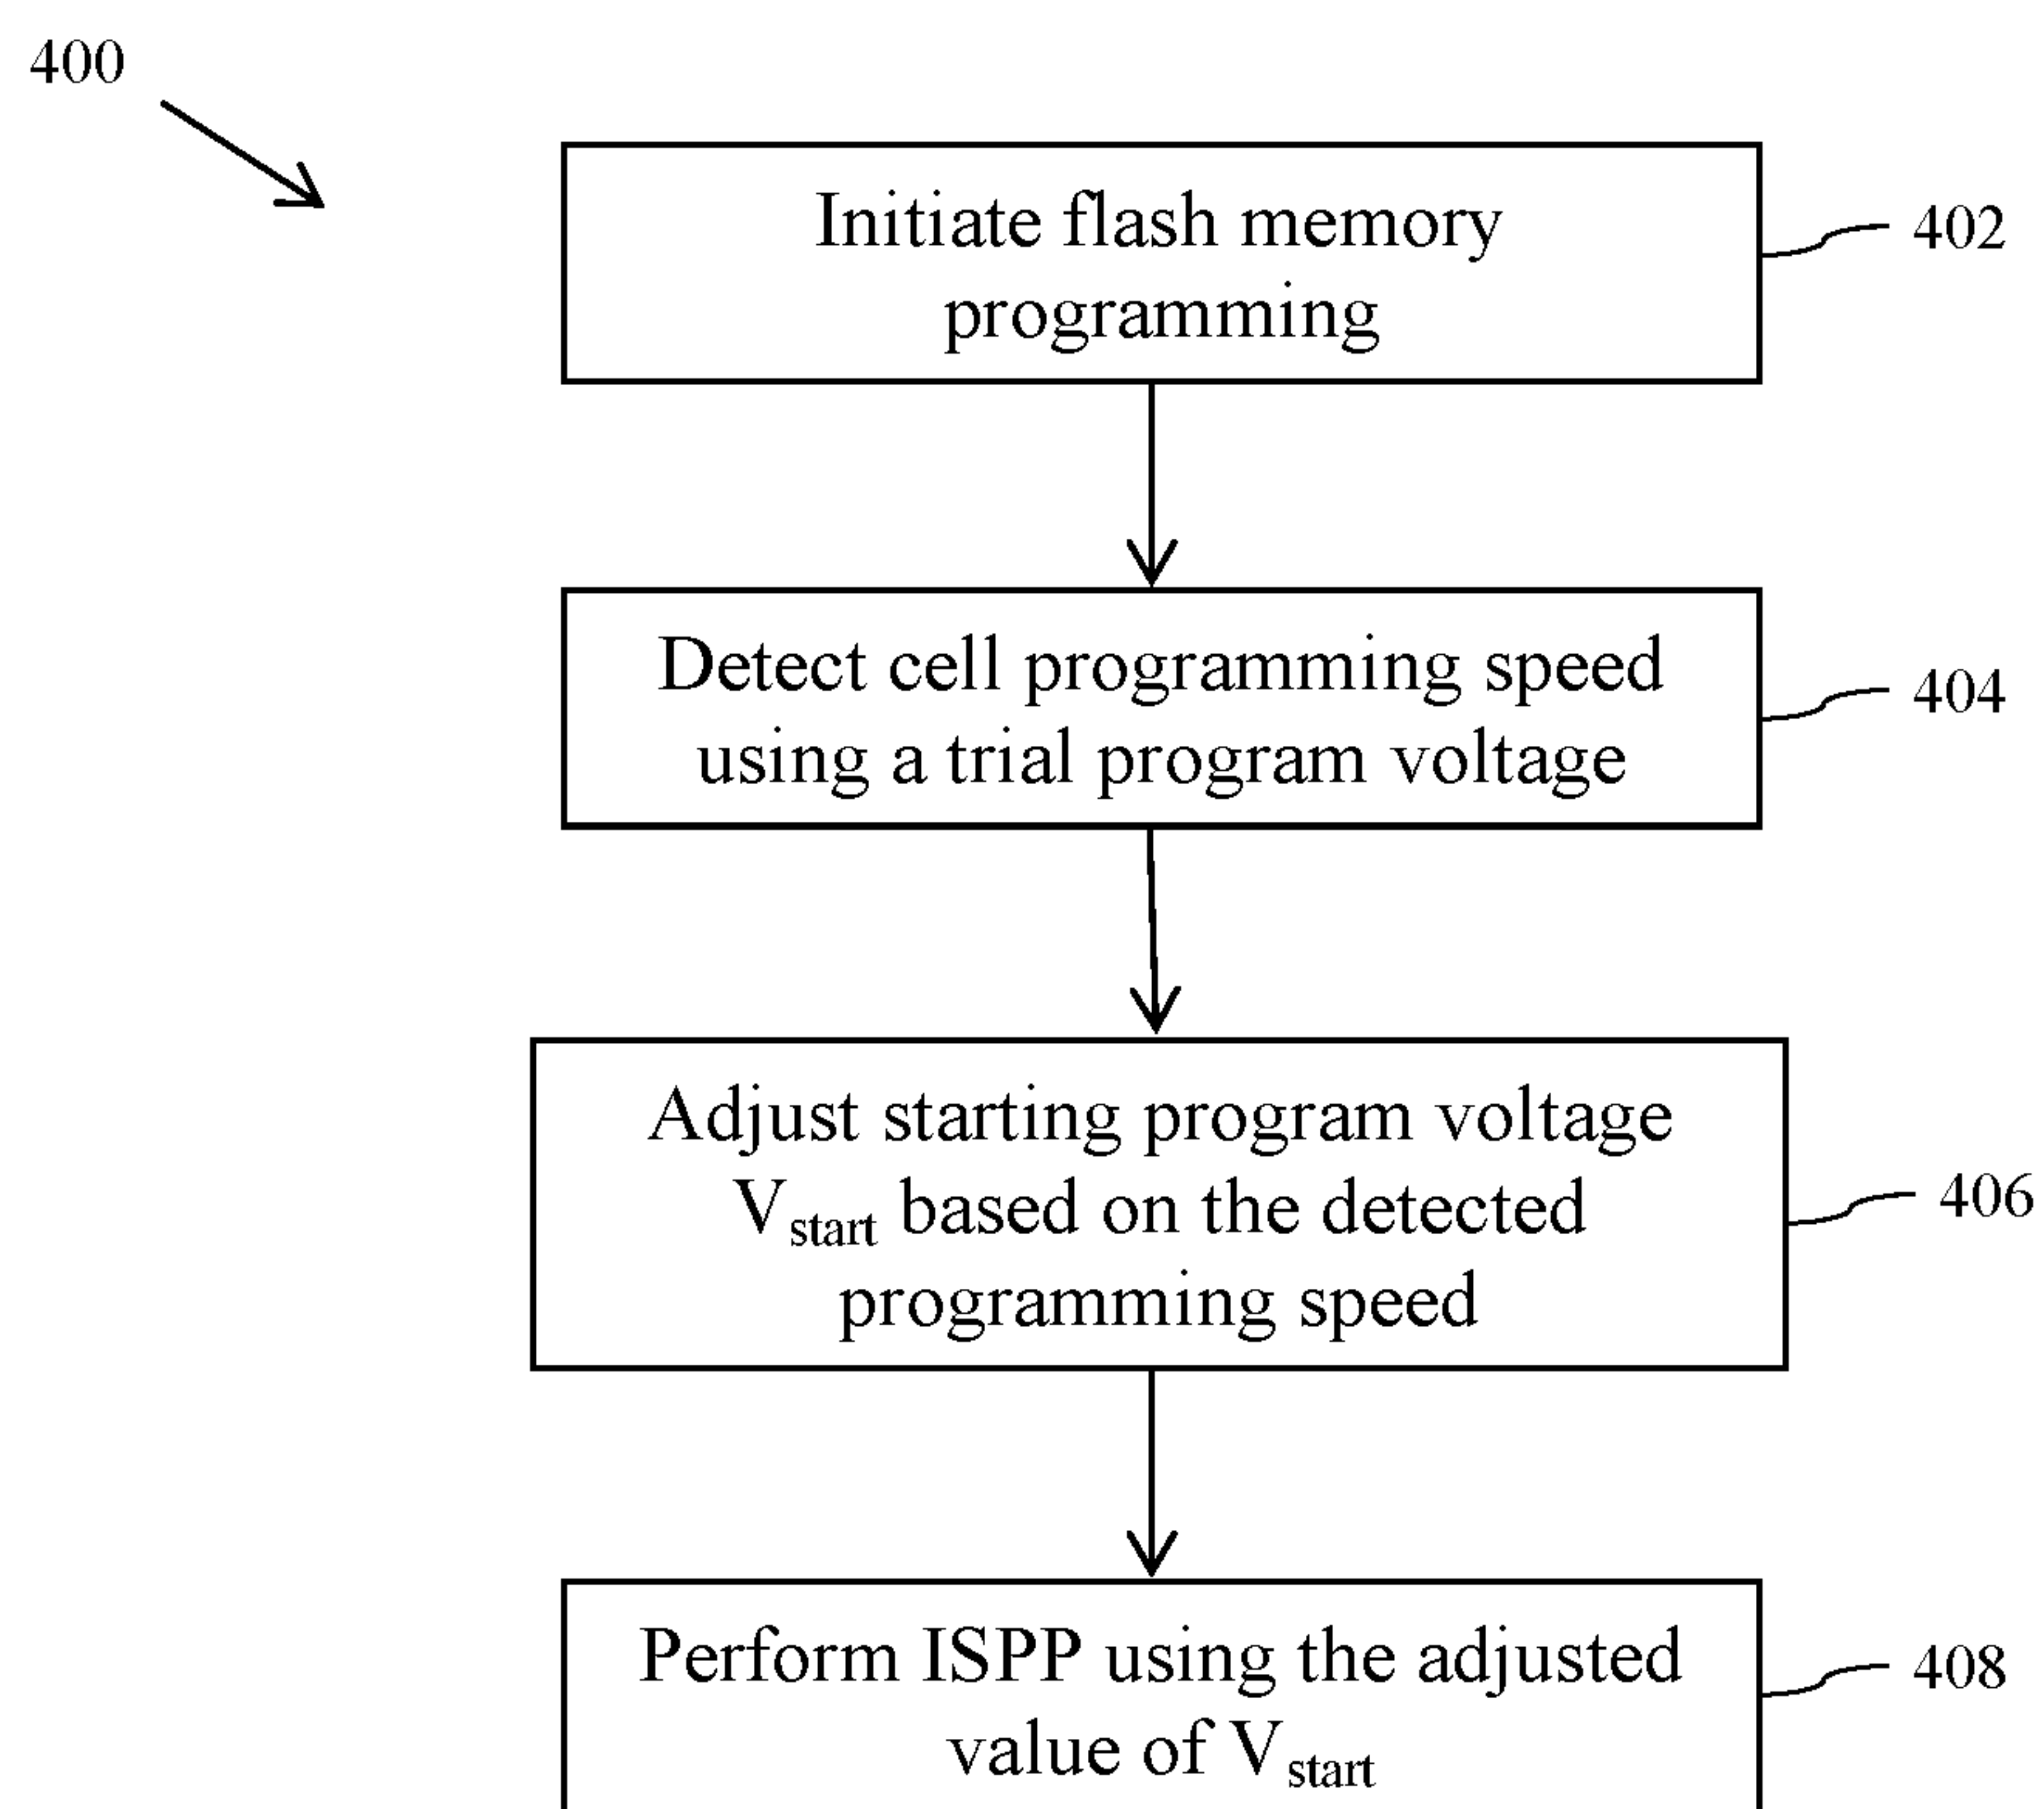 400
Initiate flash memory
programming
402
Detect cell programming speed
using a trial program voltage
404
Adjust starting program voltage
Vstart based on the detected
programming speed
406
Perform ISPP using the adjusted
value of Vstart
408